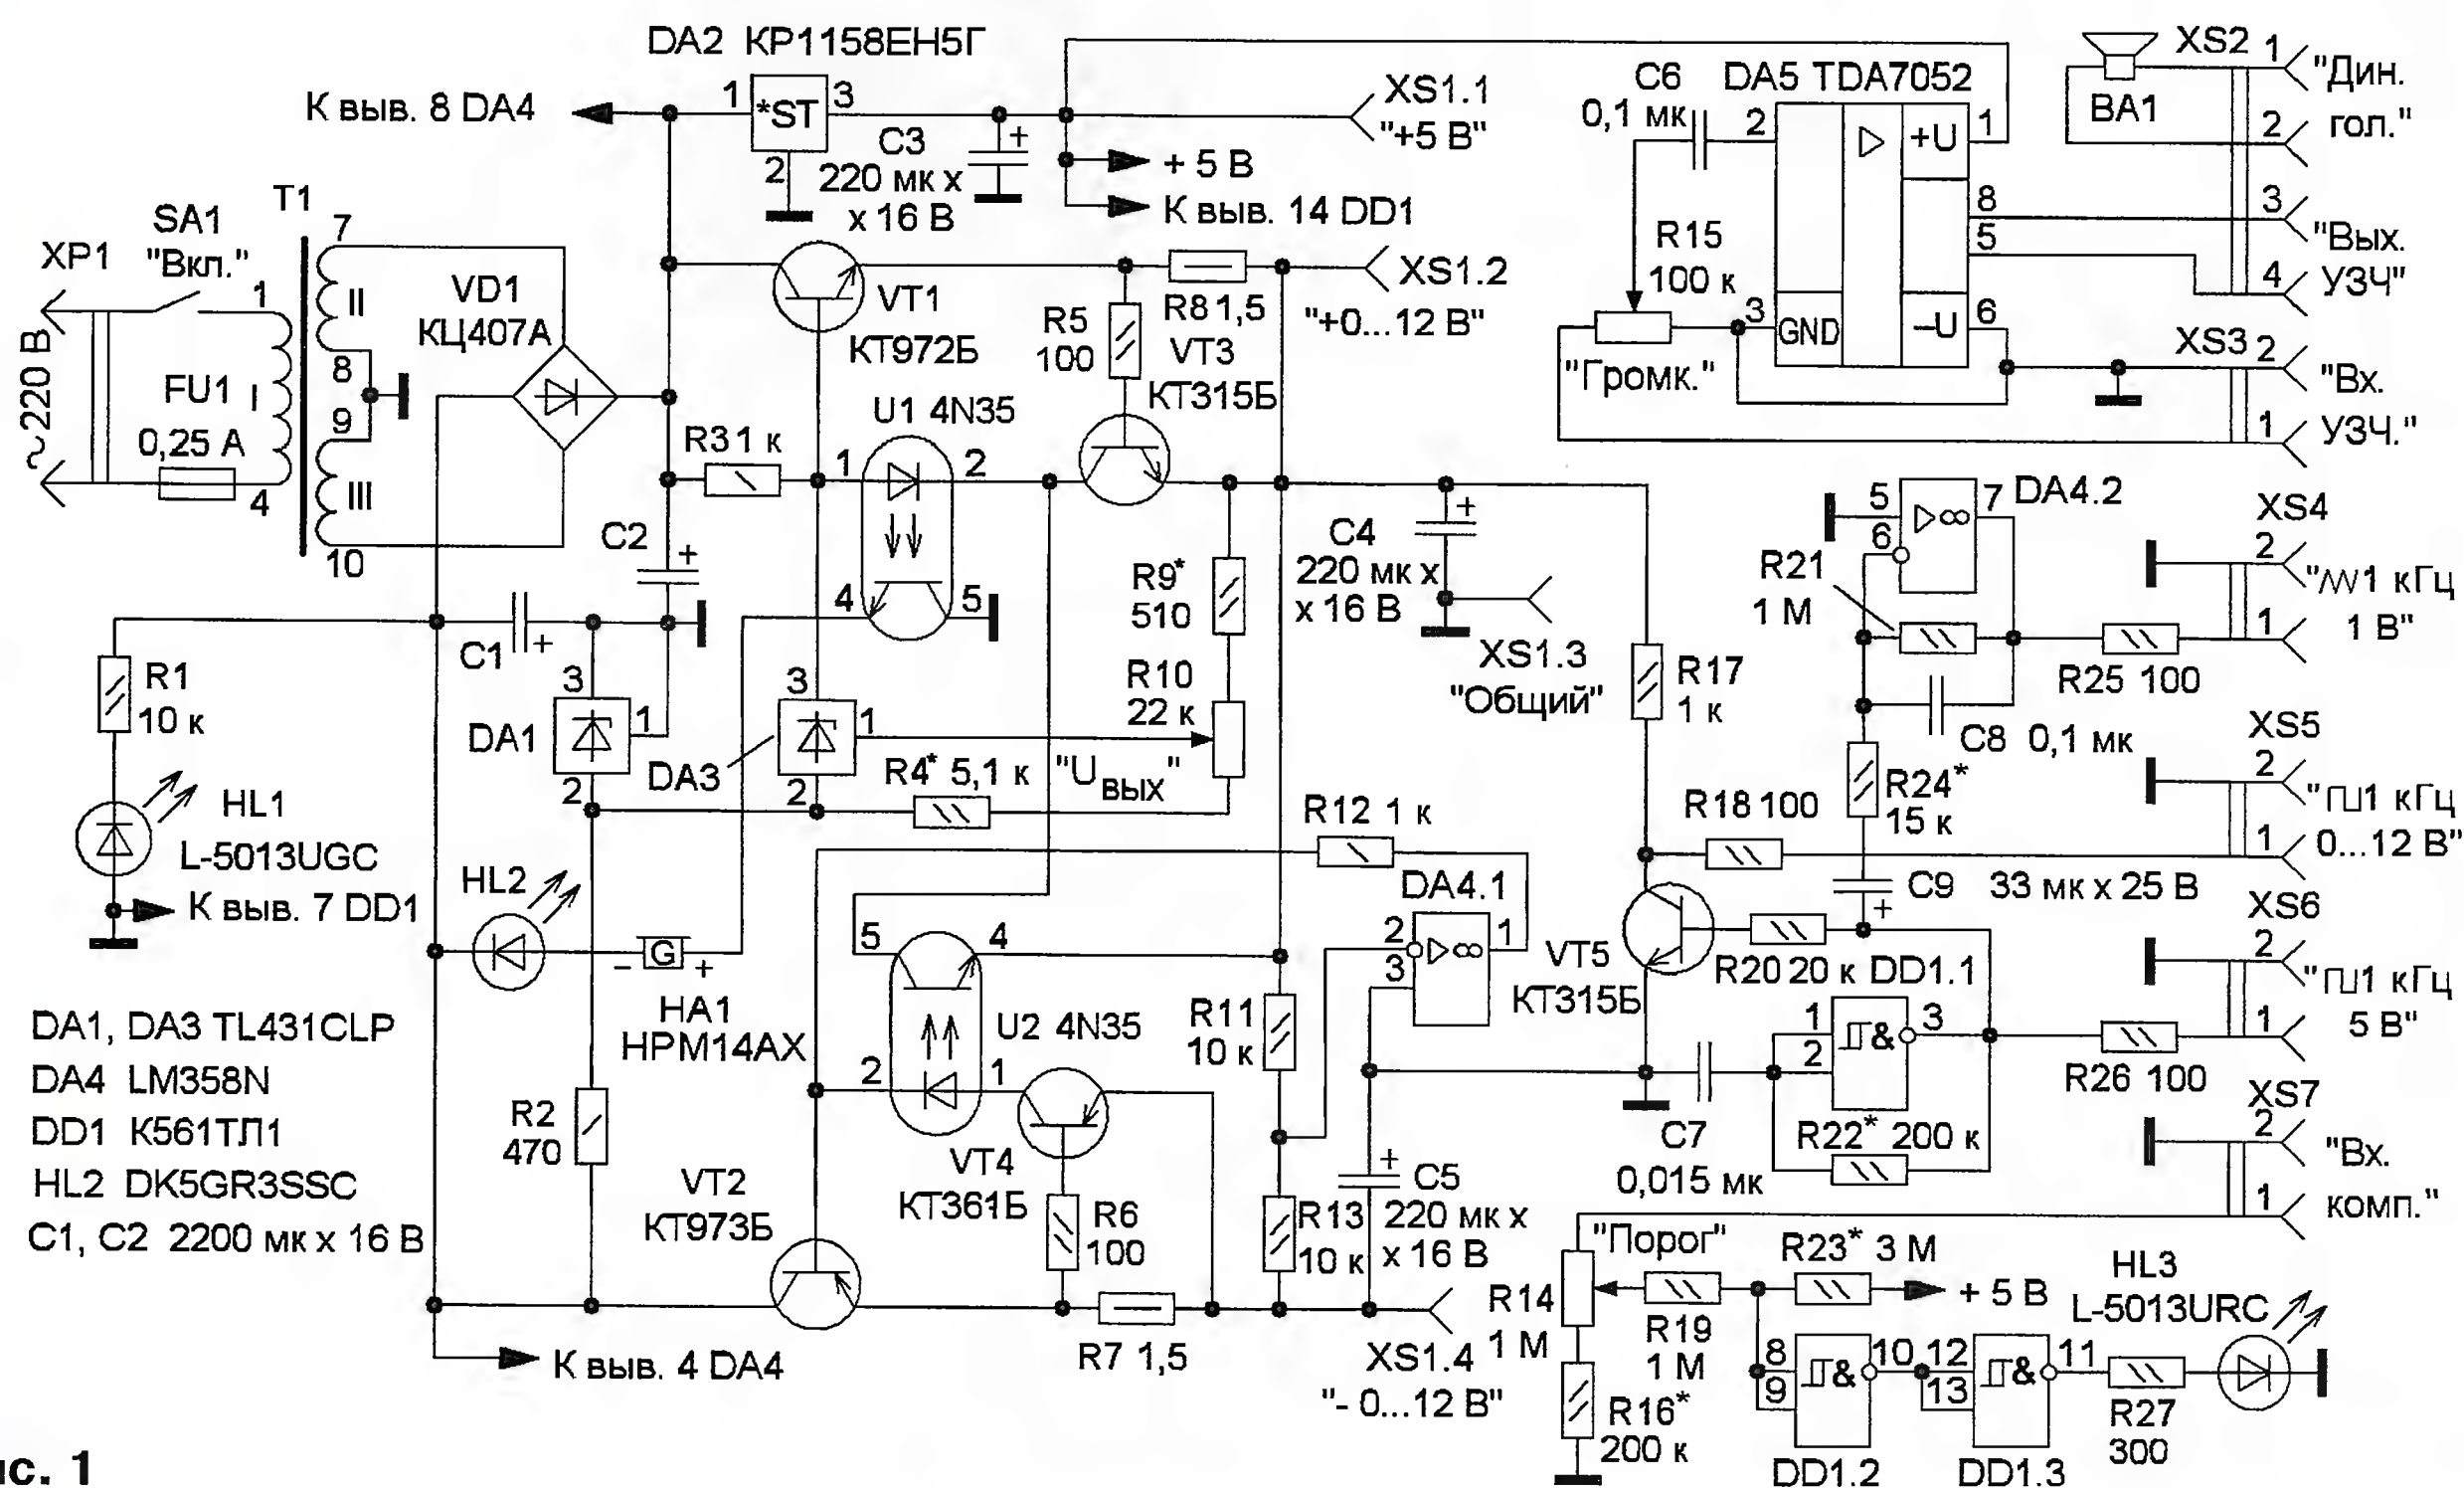 DA2 КР1158ЕН5Г
К выв. 8 DA4
1
*ST
3
2
C3
220 мк х
х 16 В
+
XS1.1
"+5 В"
+ 5 В
К выв. 14 DD1
C6
0,1 мк
DA5 TDA7052
2
▷
+U
1
8
5
3
GND
–U
6
R15
100 к
"Громк."
BA1
XS2
1
"Дин.
2
гол."
3
"Вых.
4
УЗЧ"
XS3
2
"Вх.
1
УЗЧ."
XP1
~220 В
SA1
"Вкл."
FU1
0,25 А
T1
1
I
4
7
II
8
9
III
10
VD1
КЦ407А
VT1
КТ972Б
R5
100
R8 1,5
XS1.2
"+0...12 В"
VT3
КТ315Б
R3 1 к
U1 4N35
1
2
4
5
C2
+
C1
+
R1
10 к
HL1
L-5013UGC
К выв. 7 DD1
DA1
3
1
2
DA3
3
1
2
R4* 5,1 к
"Uвых"
R9*
510
R10
22 к
C4
220 мк х
х 16 В
+
XS1.3
"Общий"
R17
1 к
DA4.2
5
6
7
▷∞
R21
1 М
R25 100
C8 0,1 мк
R24*
15 к
C9 33 мк х 25 В
+
XS4
2
1 кГц
1
1 В"
XS5
2
1 кГц
1
0...12 В"
XS6
2
1 кГц
1
5 В"
R18 100
VT5
КТ315Б
R20 20 к
DD1.1
1
2
&
3
R26 100
C7
0,015 мк
R22* 200 к
XS7
2
"Вх.
1
комп."
HL2
– G +
HA1
HPM14AX
R12 1 к
DA4.1
2
3
▷∞
1
5
4
U2 4N35
2
1
R11
10 к
R2
470
VT4
КТ361Б
R6
100
VT2
КТ973Б
R13
10 к
C5
220 мк х
х 16 В
+
R7 1,5
XS1.4
"- 0...12 В"
К выв. 4 DA4
DA1, DA3 TL431CLP
DA4 LM358N
DD1 К561ТЛ1
HL2 DK5GR3SSC
C1, C2 2200 мк х 16 В
"Порог"
R14
1 М
R19
1 М
R23* 3 М
+ 5 В
R16*
200 к
8
9
&
10
DD1.2
12
13
&
11
DD1.3
R27
300
HL3
L-5013URC
ис. 1